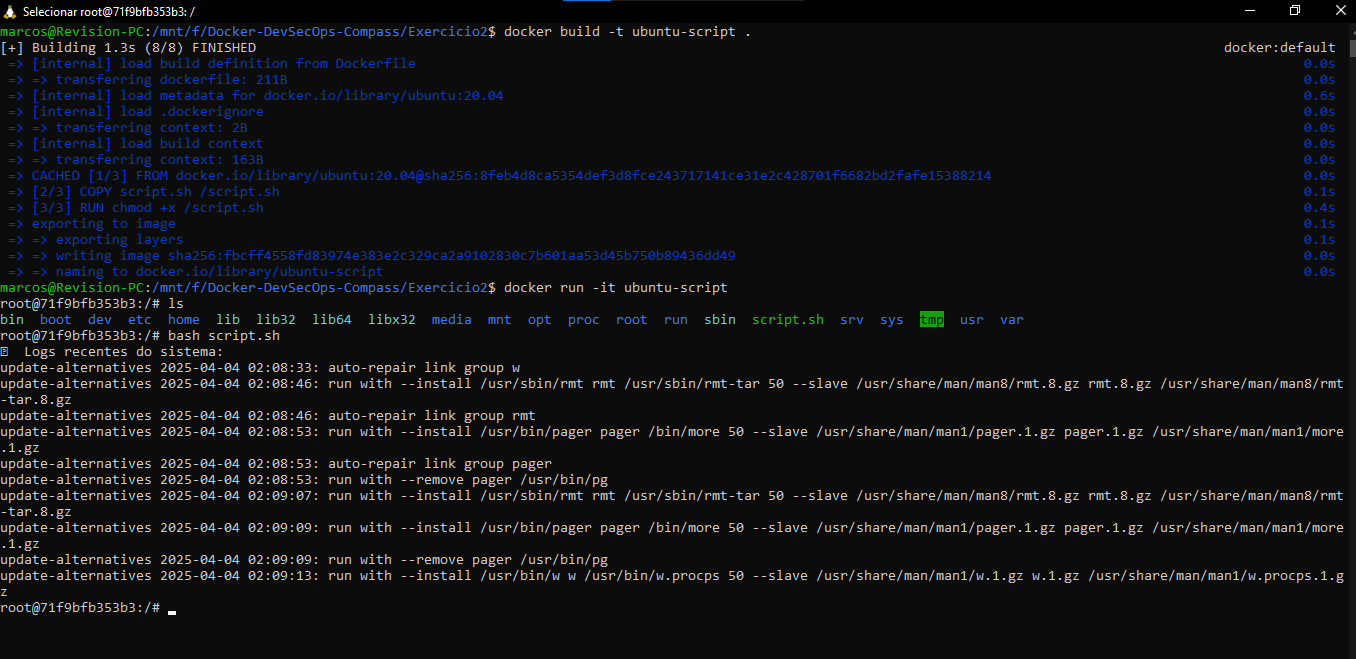 Selecionar root@71f9bfb353b3: /
marcos@Revision-PC:/mnt/f/Docker-DevSecOps-Compass/Exercicio2$ docker build -t ubuntu-script .
[+] Building 1.3s (8/8) FINISHED docker:default
=> [internal] load build definition from Dockerfile 0.0s
=> => transferring dockerfile: 211B 0.0s
=> [internal] load metadata for docker.io/library/ubuntu:20.04 0.6s
=> [internal] load .dockerignore 0.0s
=> => transferring context: 2B 0.0s
=> [internal] load build context 0.0s
=> => transferring context: 163B 0.0s
=> CACHED [1/3] FROM docker.io/library/ubuntu:20.04@sha256:8feb4d8ca5354def3d8fce243717141ce31e2c428701f6682bd2fafe15388214 0.0s
=> [2/3] COPY script.sh /script.sh 0.1s
=> [3/3] RUN chmod +x /script.sh 0.4s
=> exporting to image 0.1s
=> => exporting layers 0.1s
=> => writing image sha256:fbcff4558fd83974e383e2c329ca2a9102830c7b601aa53d45b750b89436dd49 0.0s
=> => naming to docker.io/library/ubuntu-script 0.0s
marcos@Revision-PC:/mnt/f/Docker-DevSecOps-Compass/Exercicio2$ docker run -it ubuntu-script
root@71f9bfb353b3:/# ls
bin boot dev etc home lib lib32 lib64 libx32 media mnt opt proc root run sbin script.sh srv sys tmp usr var
root@71f9bfb353b3:/# bash script.sh
Logs recentes do sistema:
update-alternatives 2025-04-04 02:08:33: auto-repair link group w
update-alternatives 2025-04-04 02:08:46: run with --install /usr/sbin/rmt rmt /usr/sbin/rmt-tar 50 --slave /usr/share/man/man8/rmt.8.gz rmt.8.gz /usr/share/man/man8/rmt
-tar.8.gz
update-alternatives 2025-04-04 02:08:46: auto-repair link group rmt
update-alternatives 2025-04-04 02:08:53: run with --install /usr/bin/pager pager /bin/more 50 --slave /usr/share/man/man1/pager.1.gz pager.1.gz /usr/share/man/man1/more
.1.gz
update-alternatives 2025-04-04 02:08:53: auto-repair link group pager
update-alternatives 2025-04-04 02:08:53: run with --remove pager /usr/bin/pg
update-alternatives 2025-04-04 02:09:07: run with --install /usr/sbin/rmt rmt /usr/sbin/rmt-tar 50 --slave /usr/share/man/man8/rmt.8.gz rmt.8.gz /usr/share/man/man8/rmt
-tar.8.gz
update-alternatives 2025-04-04 02:09:09: run with --install /usr/bin/pager pager /bin/more 50 --slave /usr/share/man/man1/pager.1.gz pager.1.gz /usr/share/man/man1/more
.1.gz
update-alternatives 2025-04-04 02:09:09: run with --remove pager /usr/bin/pg
update-alternatives 2025-04-04 02:09:13: run with --install /usr/bin/w w /usr/bin/w.procps 50 --slave /usr/share/man/man1/w.1.gz w.1.gz /usr/share/man/man1/w.procps.1.g
z
root@71f9bfb353b3:/#